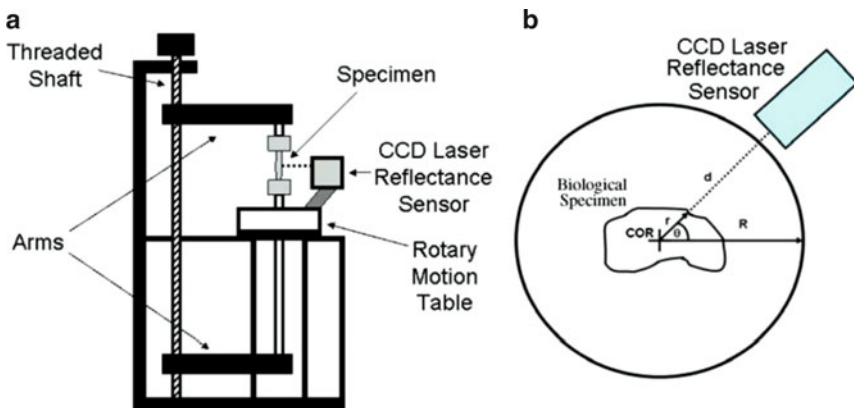 a
Threaded
Shaft
Specimen
CCD Laser
Reflectance
Sensor
Arms
Rotary
Motion
Table
b
CCD Laser
Reflectance
Sensor
d
Biological
Specimen
r
COR
θ
R